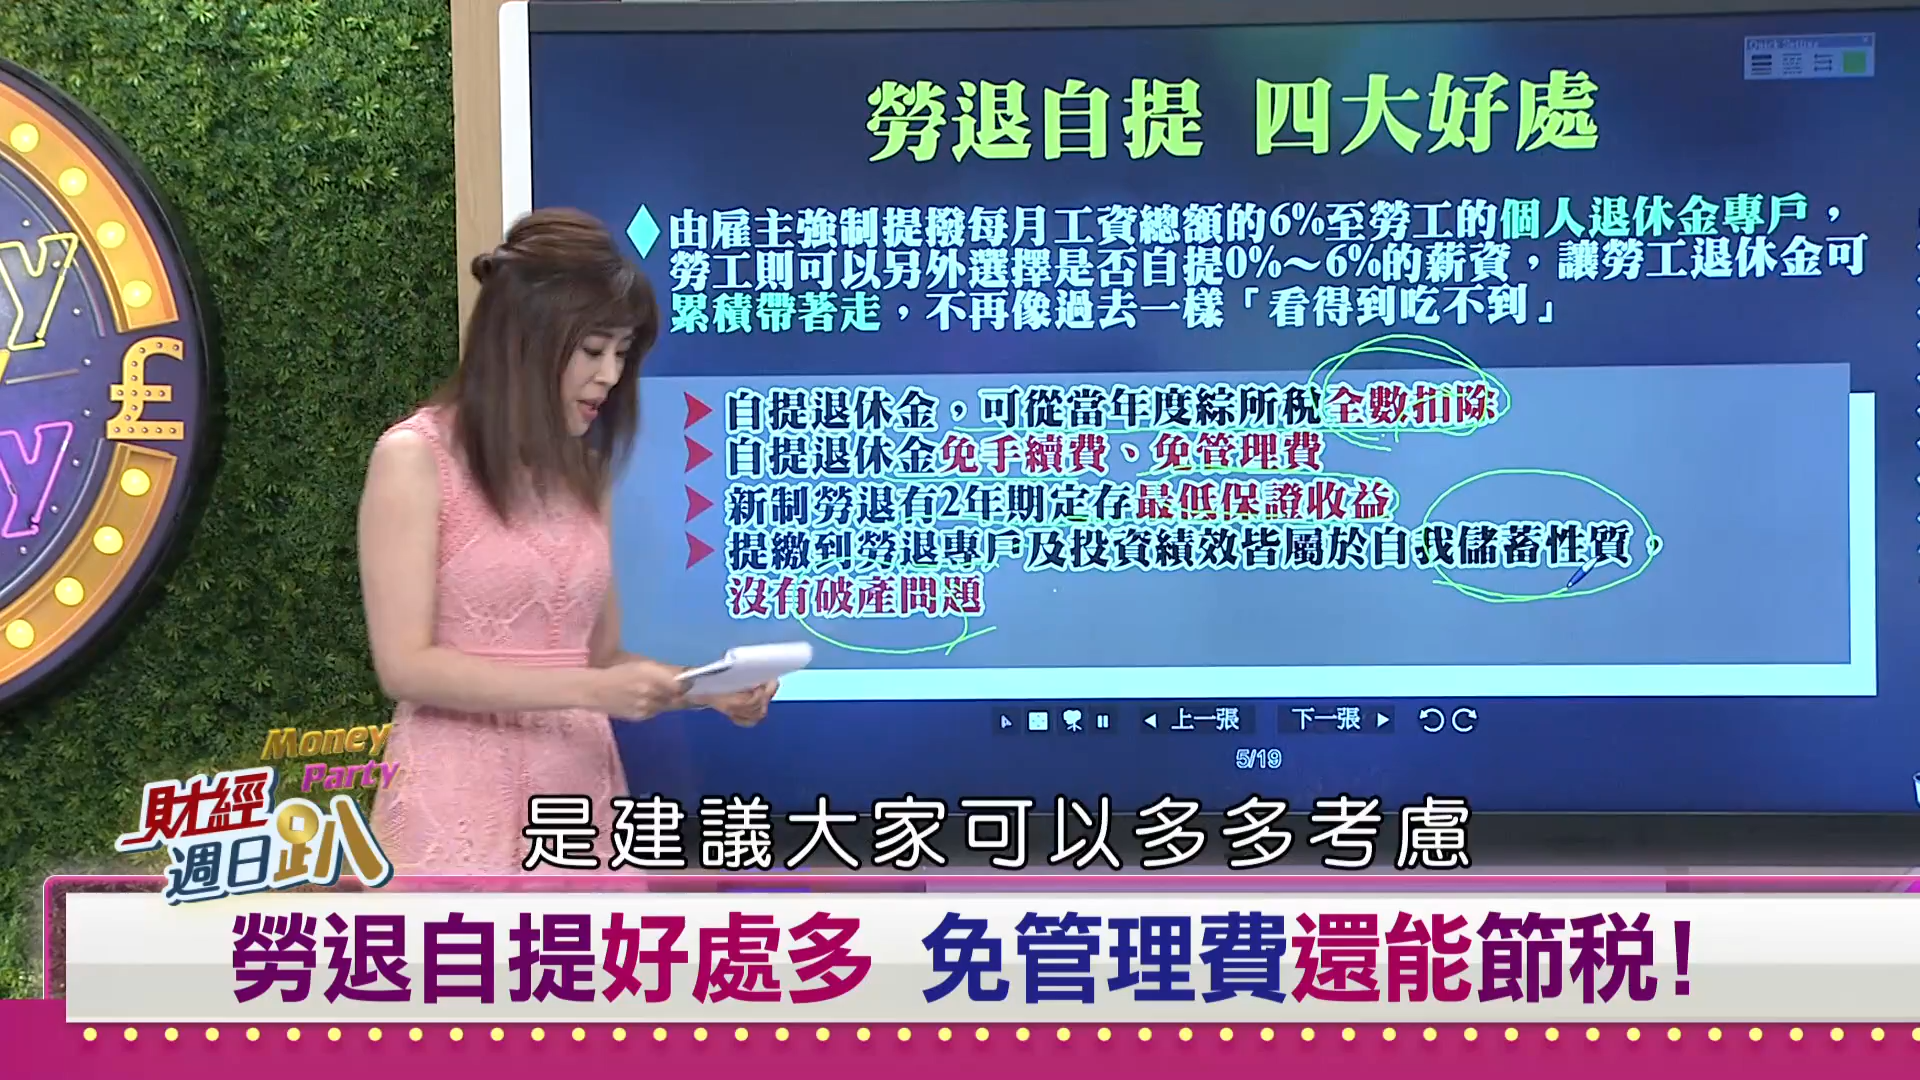 勞退自提 四大好處
由雇主強制提撥每月工資總額的6%至勞工的個人退休金專戶，
勞工則可以另外選擇是否自提0%～6%的薪資，讓勞工退休金可
累積帶著走，不再像過去一樣「看得到吃不到」
自提退休金，可從當年度綜所稅全數扣除
自提退休金免手續費、免管理費
新制勞退有2年期定存最低保證收益
提繳到勞退專戶及投資績效皆屬於自我儲蓄性質，
沒有破產問題
上一張 下一張
5/19
y
£
y
Money
Party
財經
週日趴
是建議大家可以多多考慮
勞退自提好處多 免管理費還能節稅！